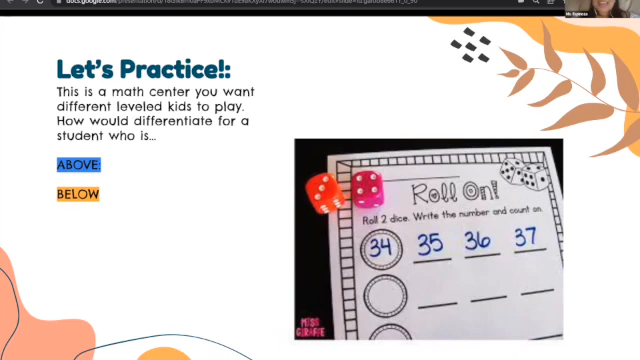 Let's Practice!:
This is a math center you want
different leveled kids to play.
How would differentiate for a
student who is...
ABOVE:
BELOW
Roll On!
Roll 2 dice. Write the number and count on.
34 35 36 37
MISS
GIRAFFE